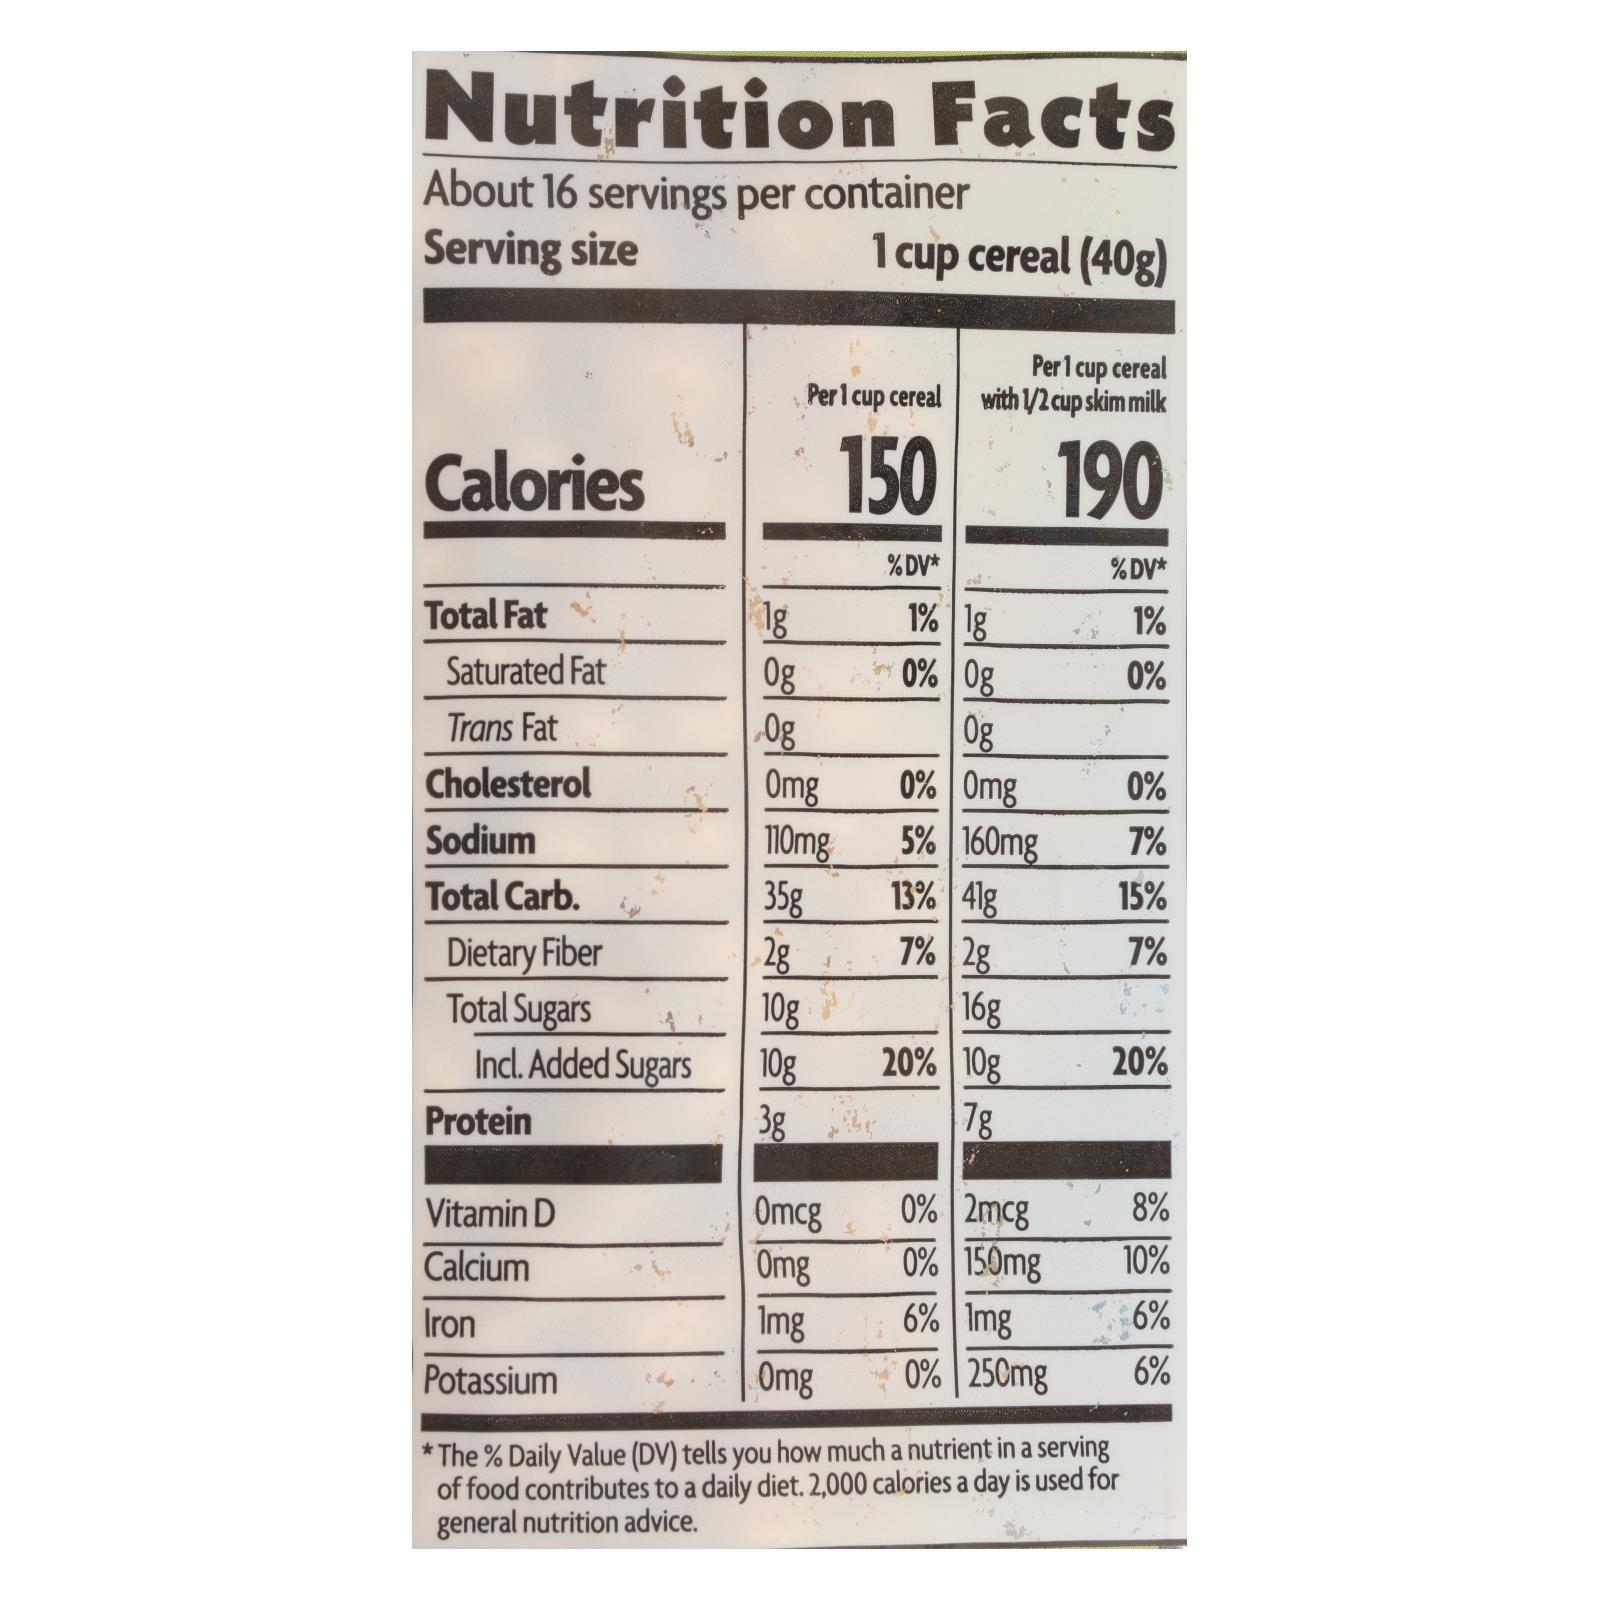 Nutrition Facts
About 16 servings per container
Serving size 1 cup cereal (40g)
Per 1 cup cereal
Per 1 cup cereal with 1/2 cup skim milk
Calories 150 190
%DV* %DV*
Total Fat 1g 1% 1g 1%
Saturated Fat 0g 0% 0g 0%
Trans Fat 0g 0g
Cholesterol 0mg 0% 0mg 0%
Sodium 110mg 5% 160mg 7%
Total Carb. 35g 13% 41g 15%
Dietary Fiber 2g 7% 2g 7%
Total Sugars 10g 16g
Incl. Added Sugars 10g 20% 10g 20%
Protein 3g 7g
Vitamin D 0mcg 0% 2mcg 8%
Calcium 0mg 0% 150mg 10%
Iron 1mg 6% 1mg 6%
Potassium 0mg 0% 250mg 6%
* The % Daily Value (DV) tells you how much a nutrient in a serving
of food contributes to a daily diet. 2,000 calories a day is used for
general nutrition advice.